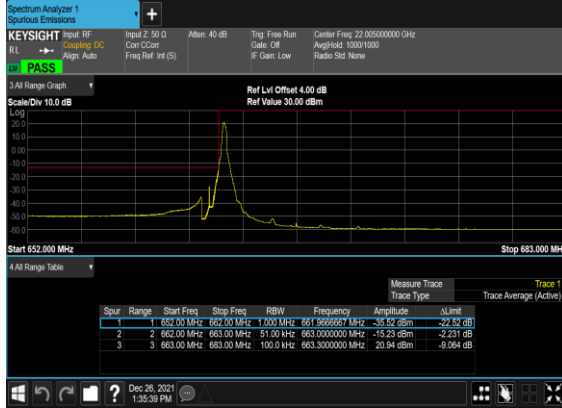 Spectrum Analyzer 1
Spurious Emissions
KEYSIGHT Input: RF Input Z: 50 Ω Atten: 40 dB Trig: Free Run Center Freq: 22.005000000 GHz
RL Coupling: DC Corr CCorr Gate: Off Avg|Hold: 1000/1000
Align: Auto Freq Ref: Int (S) IF Gain: Low Radio Std: None
PASS
3 All Range Graph
Ref Lvl Offset 4.00 dB
Scale/Div 10.0 dB Ref Value 30.00 dBm
Log
20.0
10.0
0.00
-10.0
-20.0
-30.0
-40.0
-50.0
-60.0
Start 652.000 MHz Stop 683.000 MH
4 All Range Table
Measure Trace Trace 1
Trace Type Trace Average (Active)
Spur Range Start Freq Stop Freq RBW Frequency Amplitude ΔLimit
1 1 652.00 MHz 662.00 MHz 1.000 MHz 661.9666667 MHz -35.52 dBm -22.52 dB
2 2 662.00 MHz 663.00 MHz 51.00 kHz 663.0000000 MHz -15.23 dBm -2.231 dB
3 3 663.00 MHz 683.00 MHz 100.0 kHz 663.3000000 MHz 20.94 dBm -9.064 dB
Dec 26, 2021
1:35:39 PM